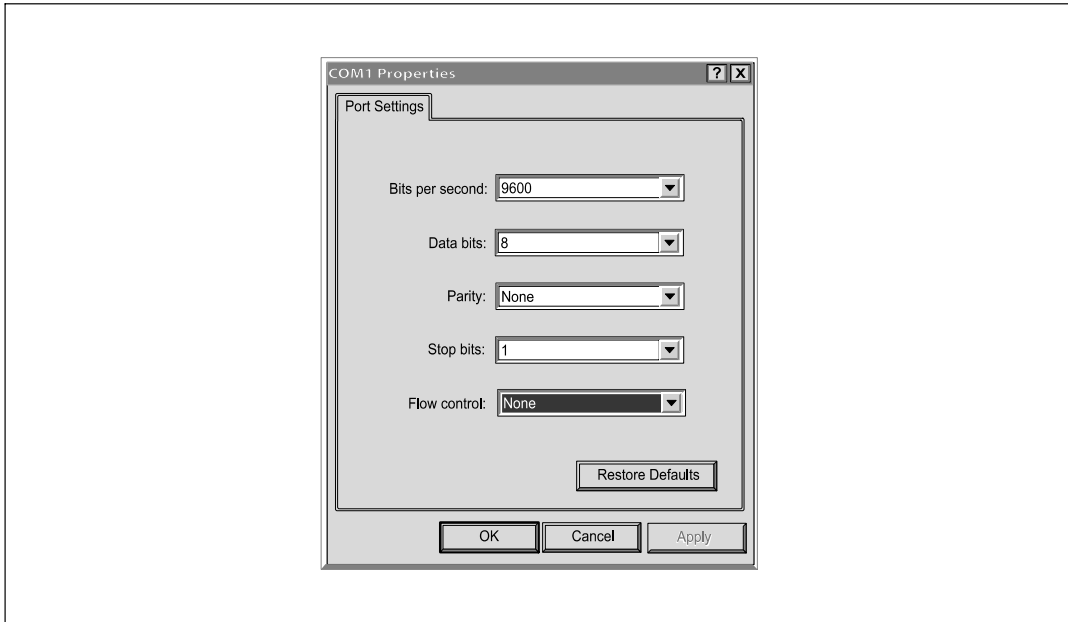 COM1 Properties
? X
Port Settings
Bits per second: 9600
Data bits: 8
Parity: None
Stop bits: 1
Flow control: None
Restore Defaults
OK Cancel Apply